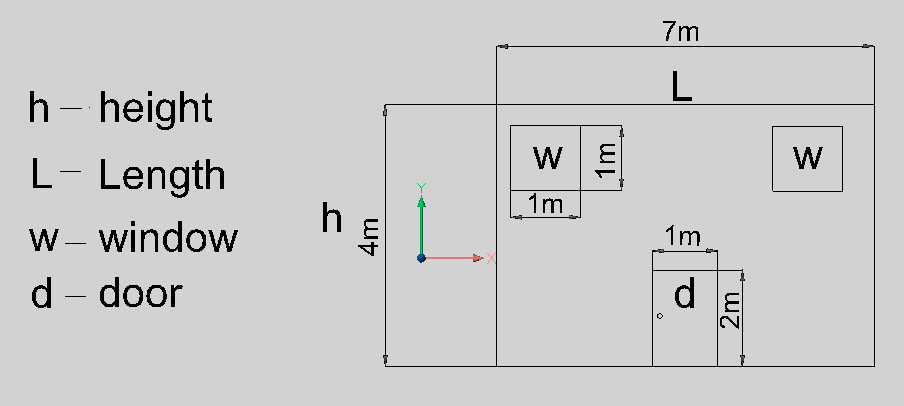 h – height
L – Length
w – window
d – door
7m
L
w
1m
w
1m
Y
X
h
4m
1m
d
2m